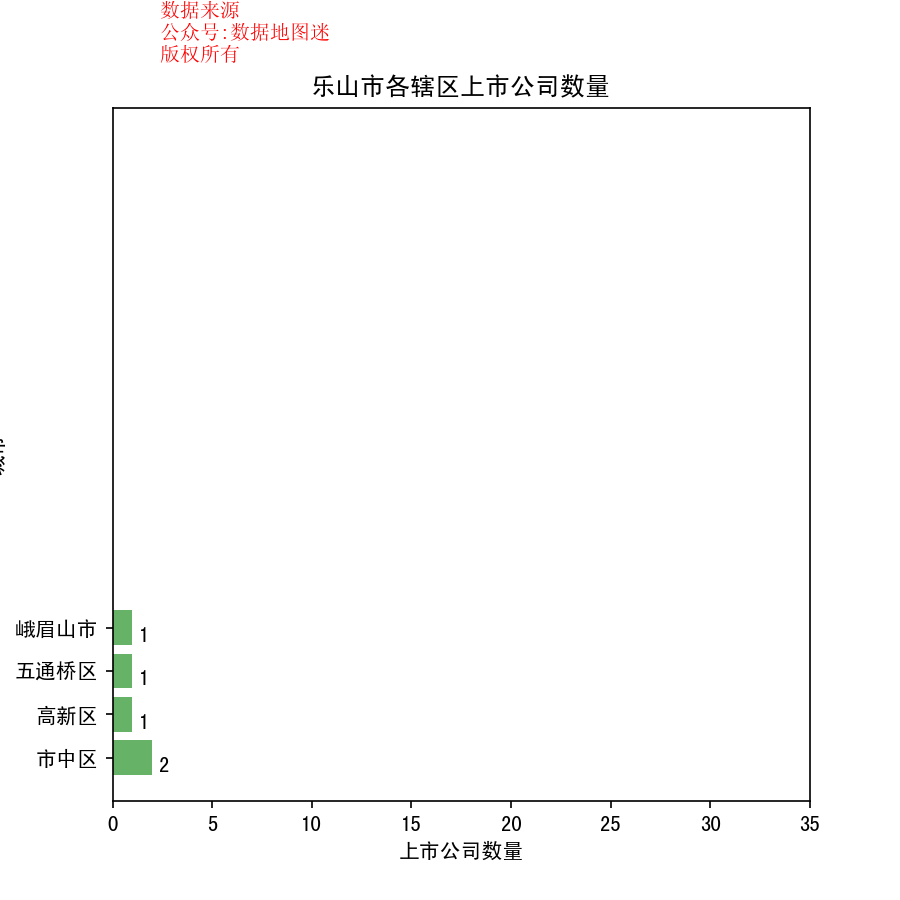 数据来源
公众号:数据地图迷
版权所有
乐山市各辖区上市公司数量
峨眉山市
1
五通桥区
1
高新区
1
市中区
2
0 5 10 15 20 25 30 35
上市公司数量